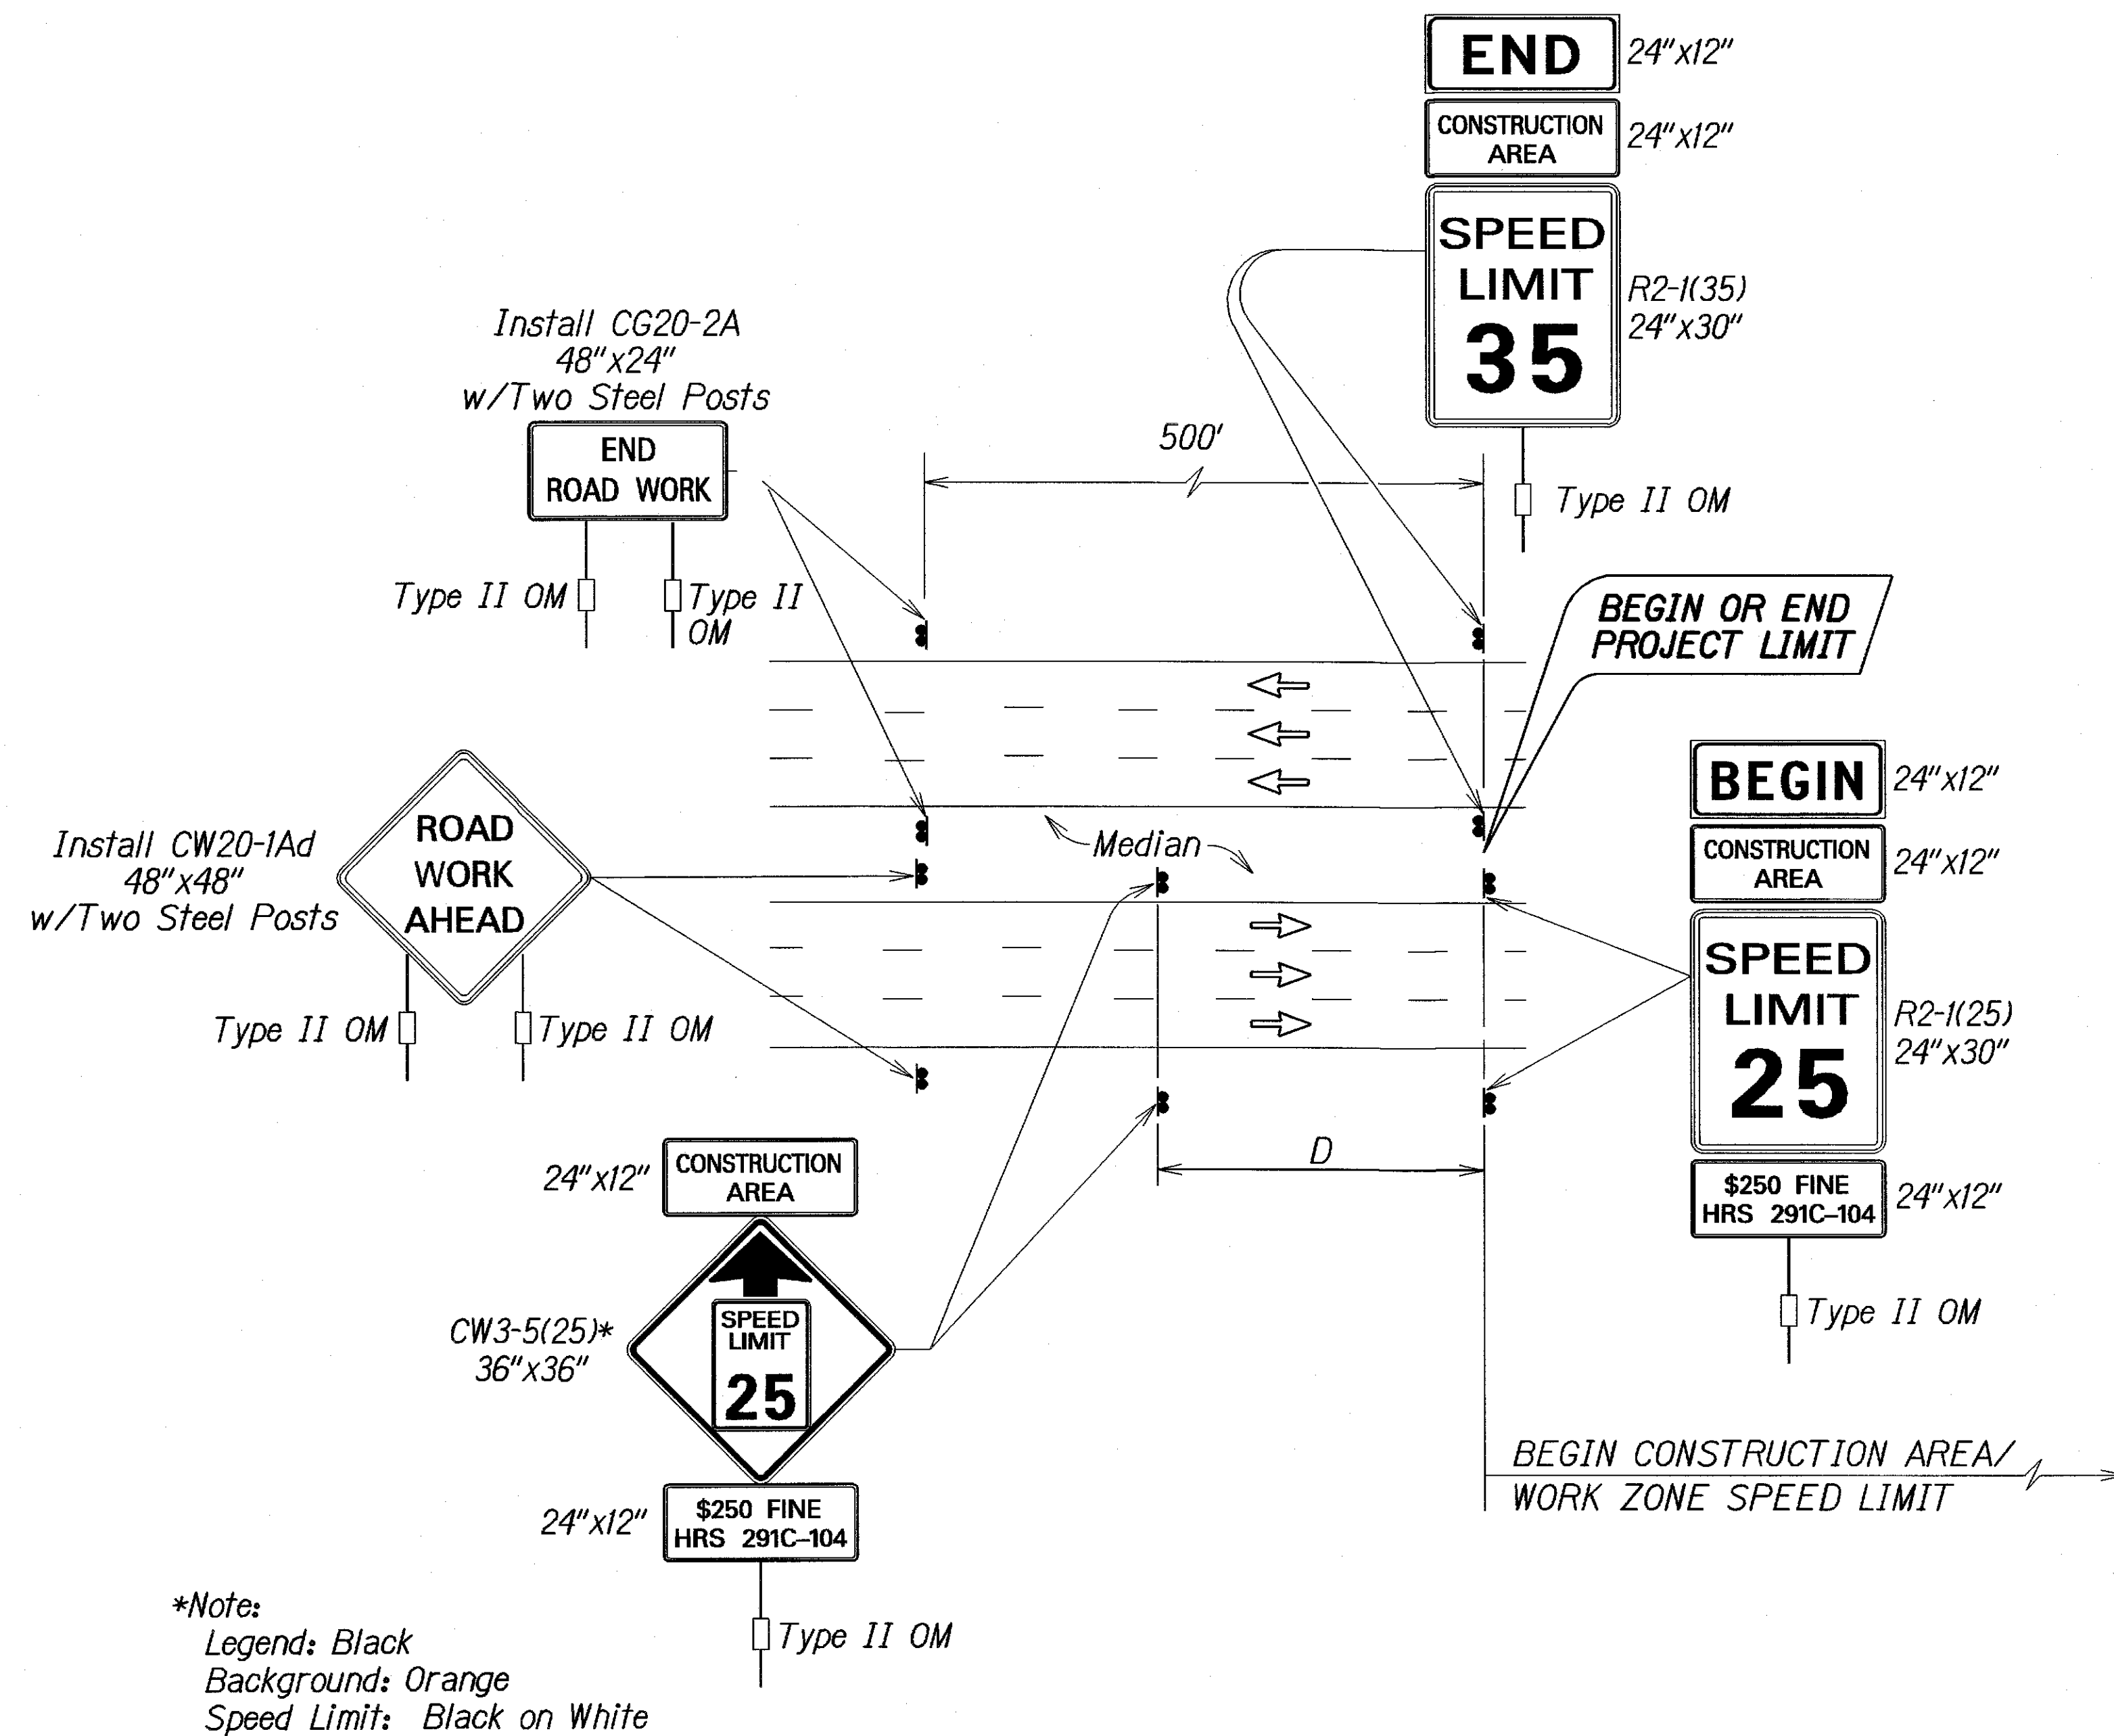 END
24"x12"
CONSTRUCTION
AREA
24"x12"
SPEED
LIMIT
35
R2-1(35)
24"x30"
Type II OM
Install CG20-2A
48"x24"
w/Two Steel Posts
END
ROAD WORK
Type II OM
Type II
OM
500'
BEGIN OR END
PROJECT LIMIT
Install CW20-1Ad
48"x48"
w/Two Steel Posts
ROAD
WORK
AHEAD
Type II OM
Type II OM
Median
BEGIN
24"x12"
CONSTRUCTION
AREA
24"x12"
SPEED
LIMIT
25
R2-1(25)
24"x30"
$250 FINE
HRS 291C-104
24"x12"
Type II OM
D
24"x12"
CONSTRUCTION
AREA
CW3-5(25)*
36"x36"
SPEED
LIMIT
25
24"x12"
$250 FINE
HRS 291C-104
Type II OM
BEGIN CONSTRUCTION AREA/
WORK ZONE SPEED LIMIT
*Note:
Legend: Black
Background: Orange
Speed Limit: Black on White